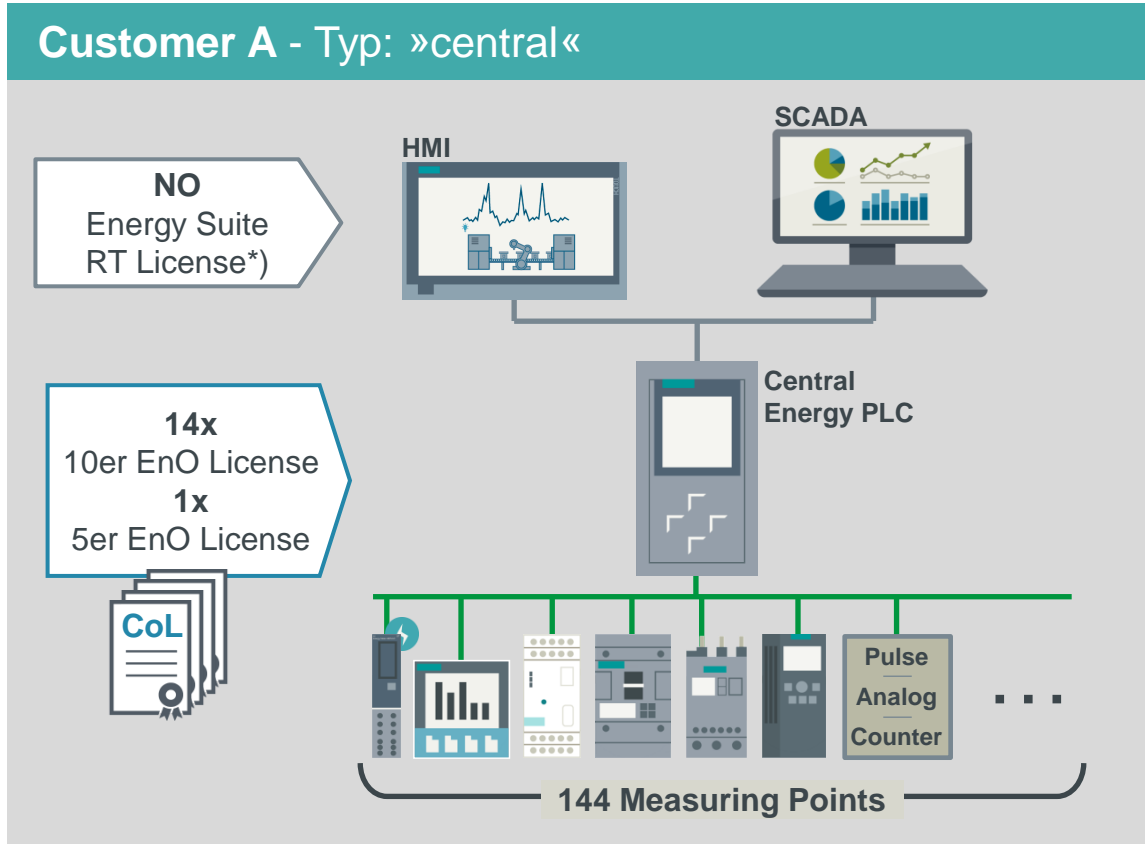 Customer A - Typ: »central«
SCADA
HMI
NO
Energy Suite
RT License*)
Central
Energy PLC
14x
10er EnO License
1x
5er EnO License
CoL
Pulse
Analog
Counter
. . .
144 Measuring Points